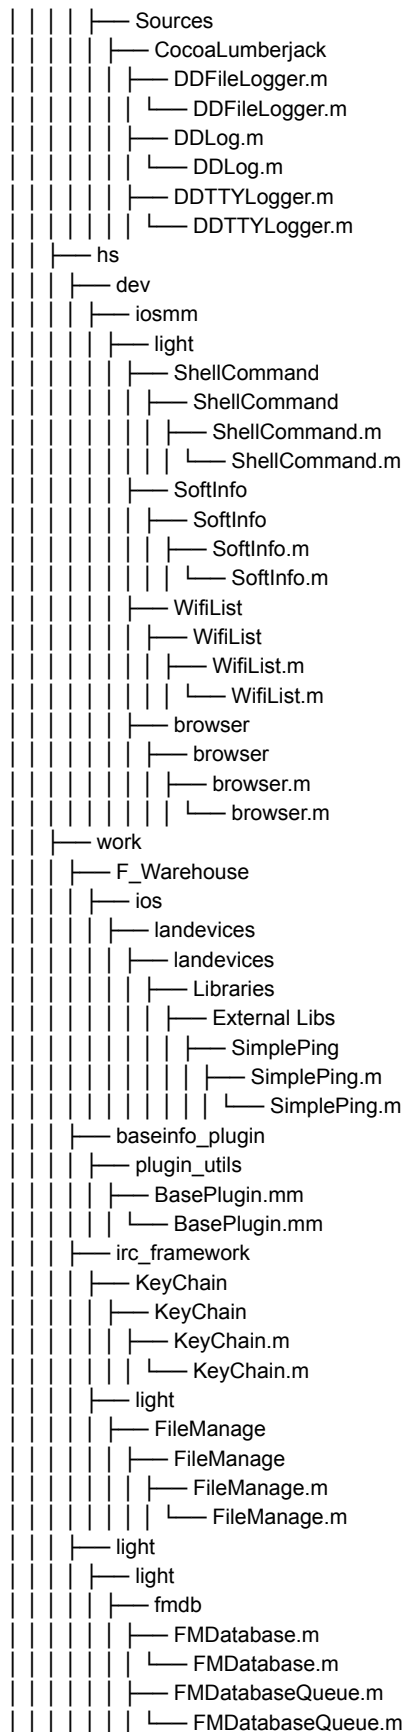 Sources
CocoaLumberjack
DDFileLogger.m
DDFileLogger.m
DDLog.m
DDLog.m
DDTTYLogger.m
DDTTYLogger.m
hs
dev
iosmm
light
ShellCommand
ShellCommand
ShellCommand.m
ShellCommand.m
SoftInfo
SoftInfo
SoftInfo.m
SoftInfo.m
WifiList
WifiList
WifiList.m
WifiList.m
browser
browser
browser.m
browser.m
work
F_Warehouse
ios
landevices
landevices
Libraries
External Libs
SimplePing
SimplePing.m
SimplePing.m
baseinfo_plugin
plugin_utils
BasePlugin.mm
BasePlugin.mm
irc_framework
KeyChain
KeyChain
KeyChain.m
KeyChain.m
light
FileManage
FileManage
FileManage.m
FileManage.m
light
light
fmdb
FMDatabase.m
FMDatabase.m
FMDatabaseQueue.m
FMDatabaseQueue.m